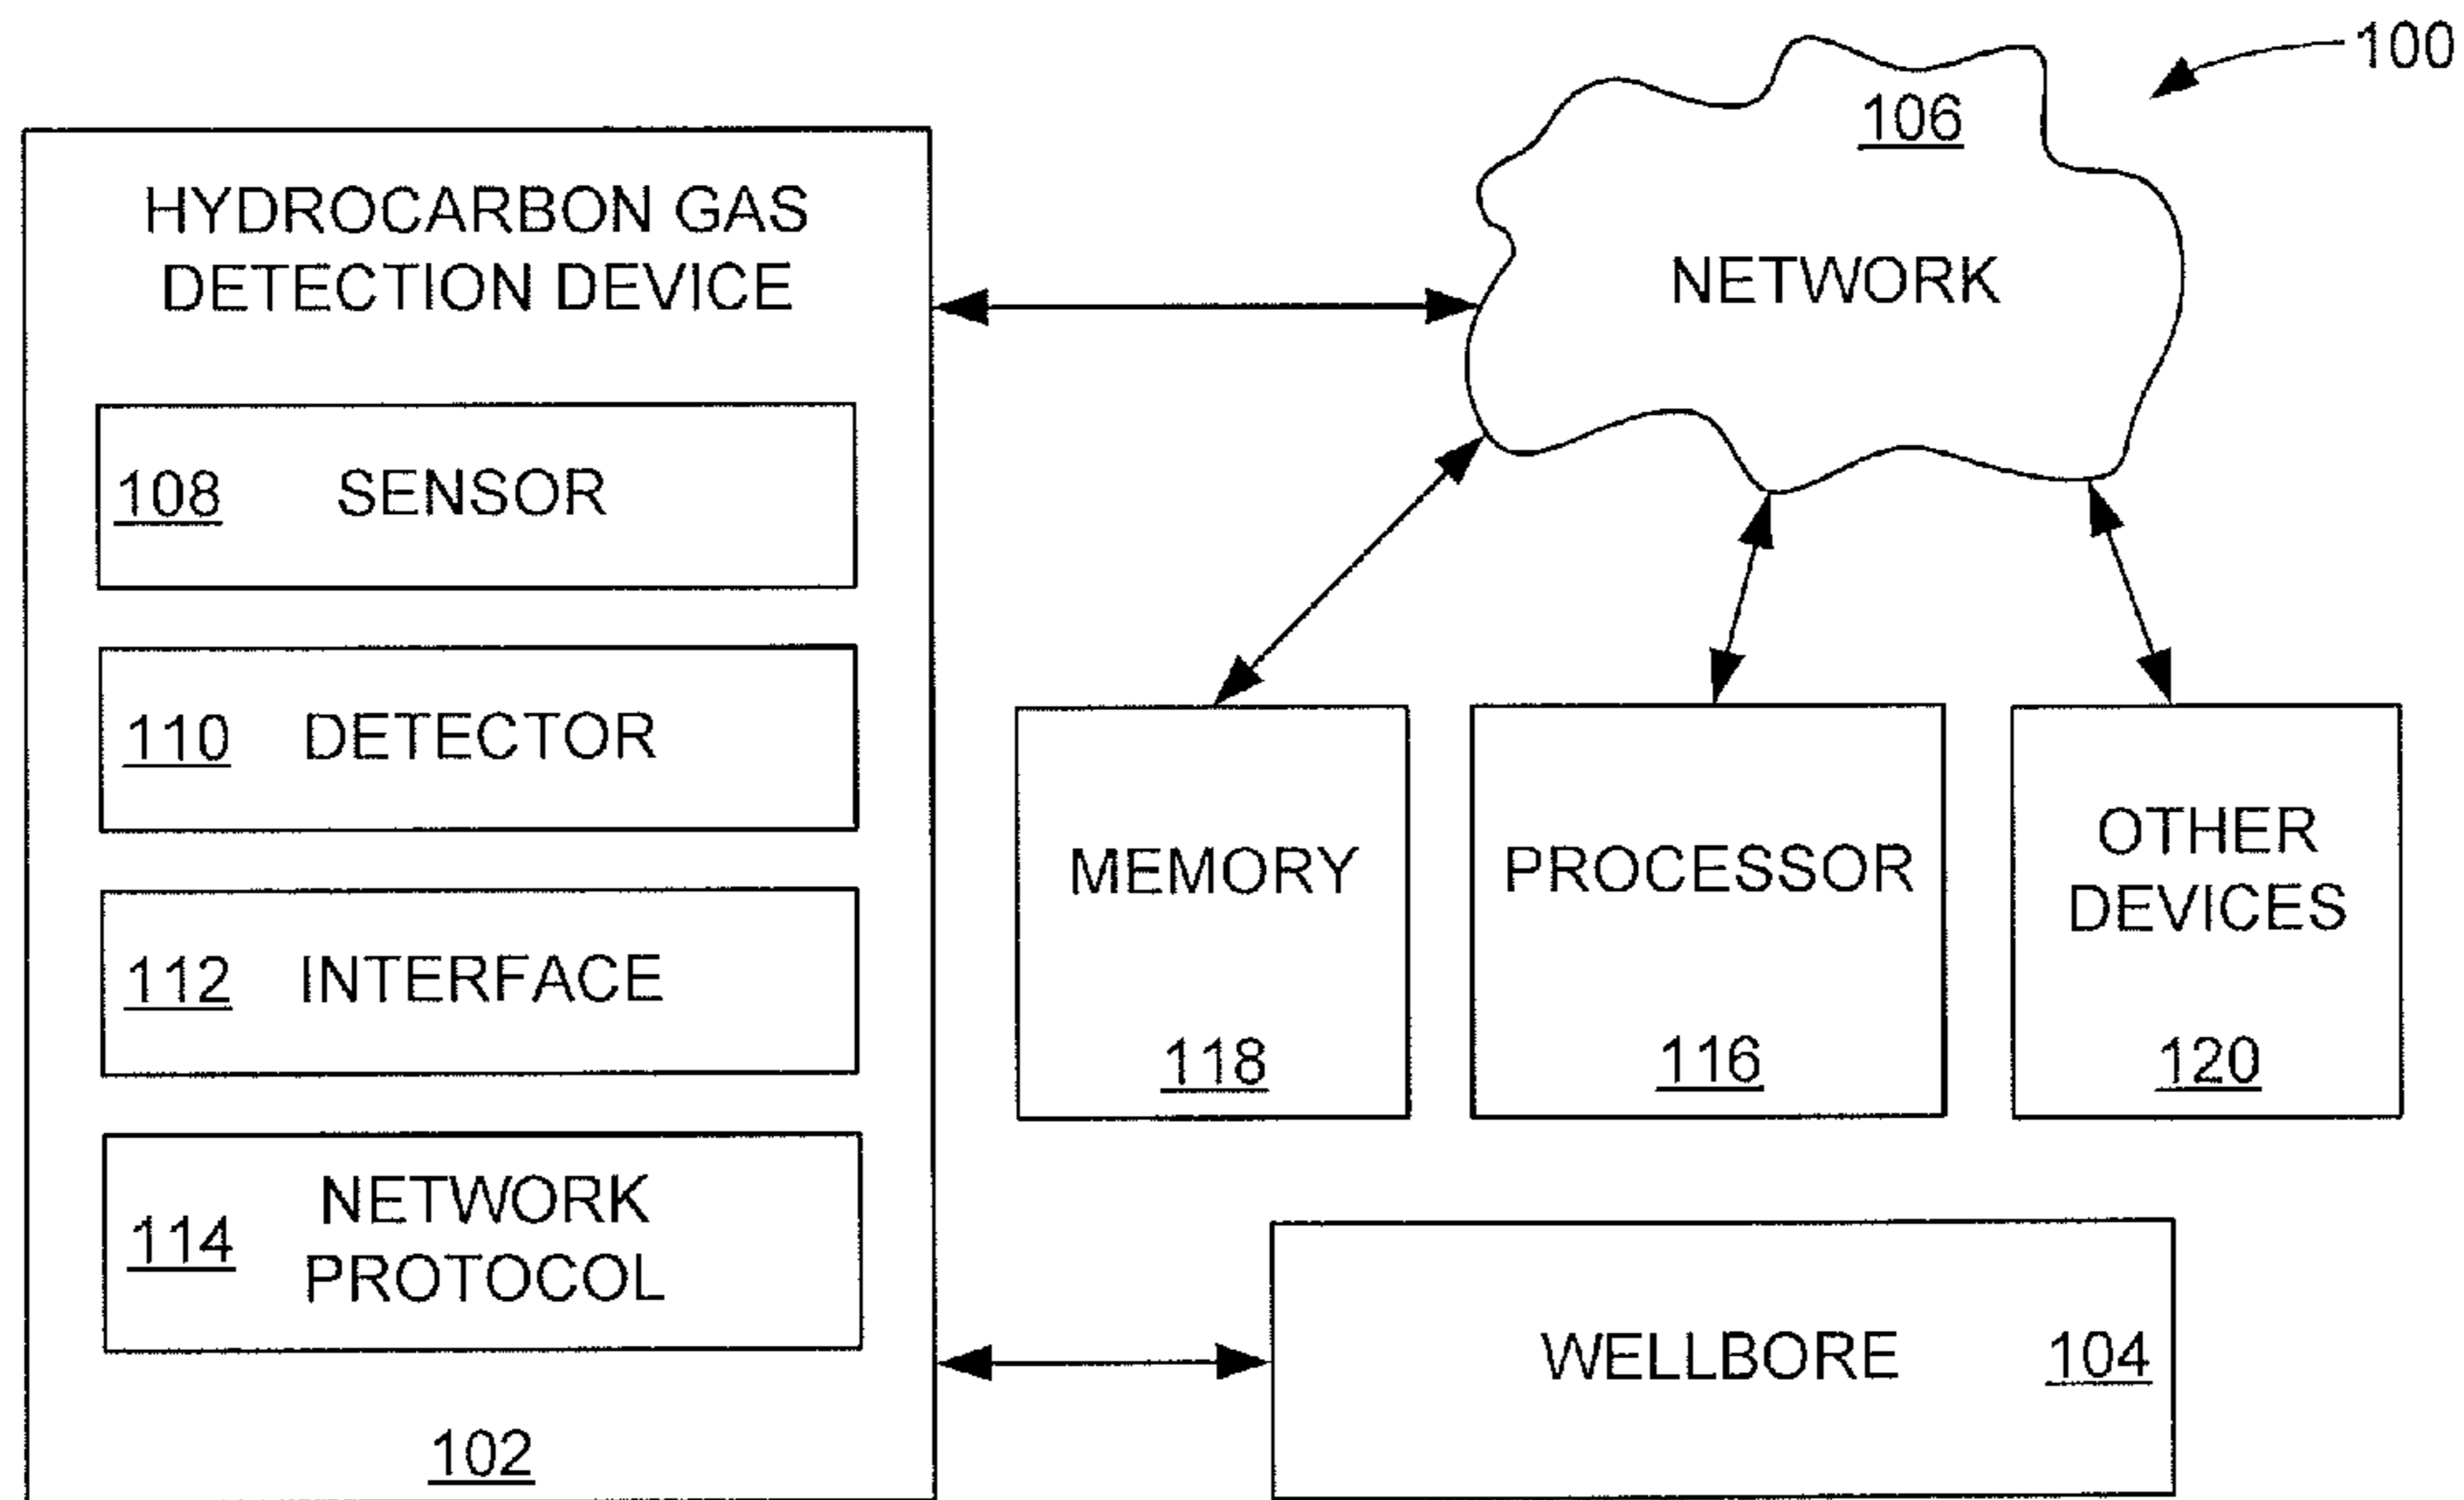 100
106
NETWORK
HYDROCARBON GAS
DETECTION DEVICE
108 SENSOR
110 DETECTOR
112 INTERFACE
114 NETWORK
PROTOCOL
102
MEMORY
118
PROCESSOR
116
OTHER
DEVICES
120
WELLBORE 104